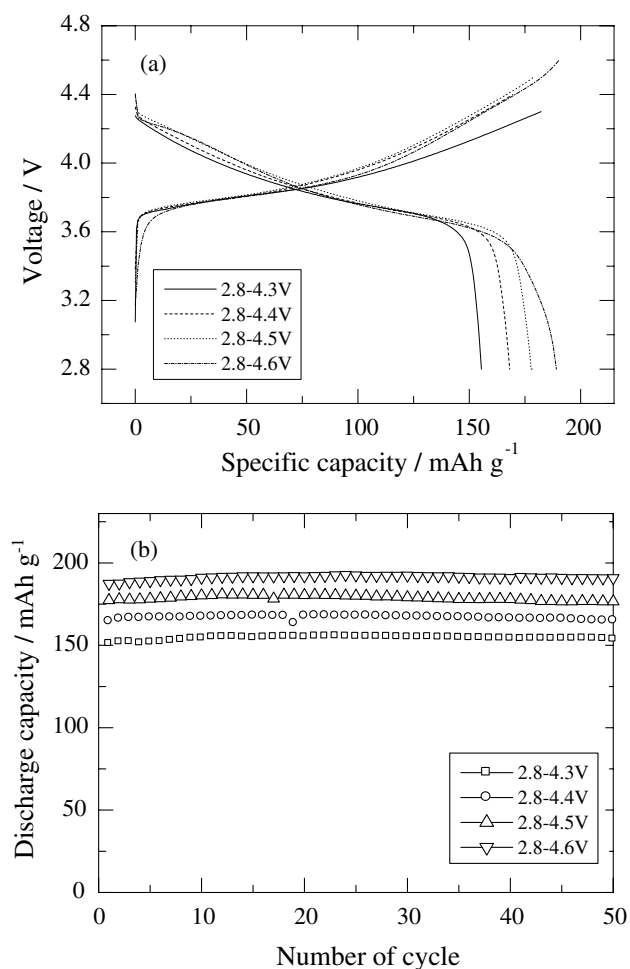 (a)
4.8
4.4
4.0
3.6
3.2
2.8
Voltage / V
2.8-4.3V
2.8-4.4V
2.8-4.5V
2.8-4.6V
0
50
100
150
200
Specific capacity / mAh g⁻¹
(b)
200
150
100
50
0
Discharge capacity / mAh g⁻¹
2.8-4.3V
2.8-4.4V
2.8-4.5V
2.8-4.6V
0
10
20
30
40
50
Number of cycle